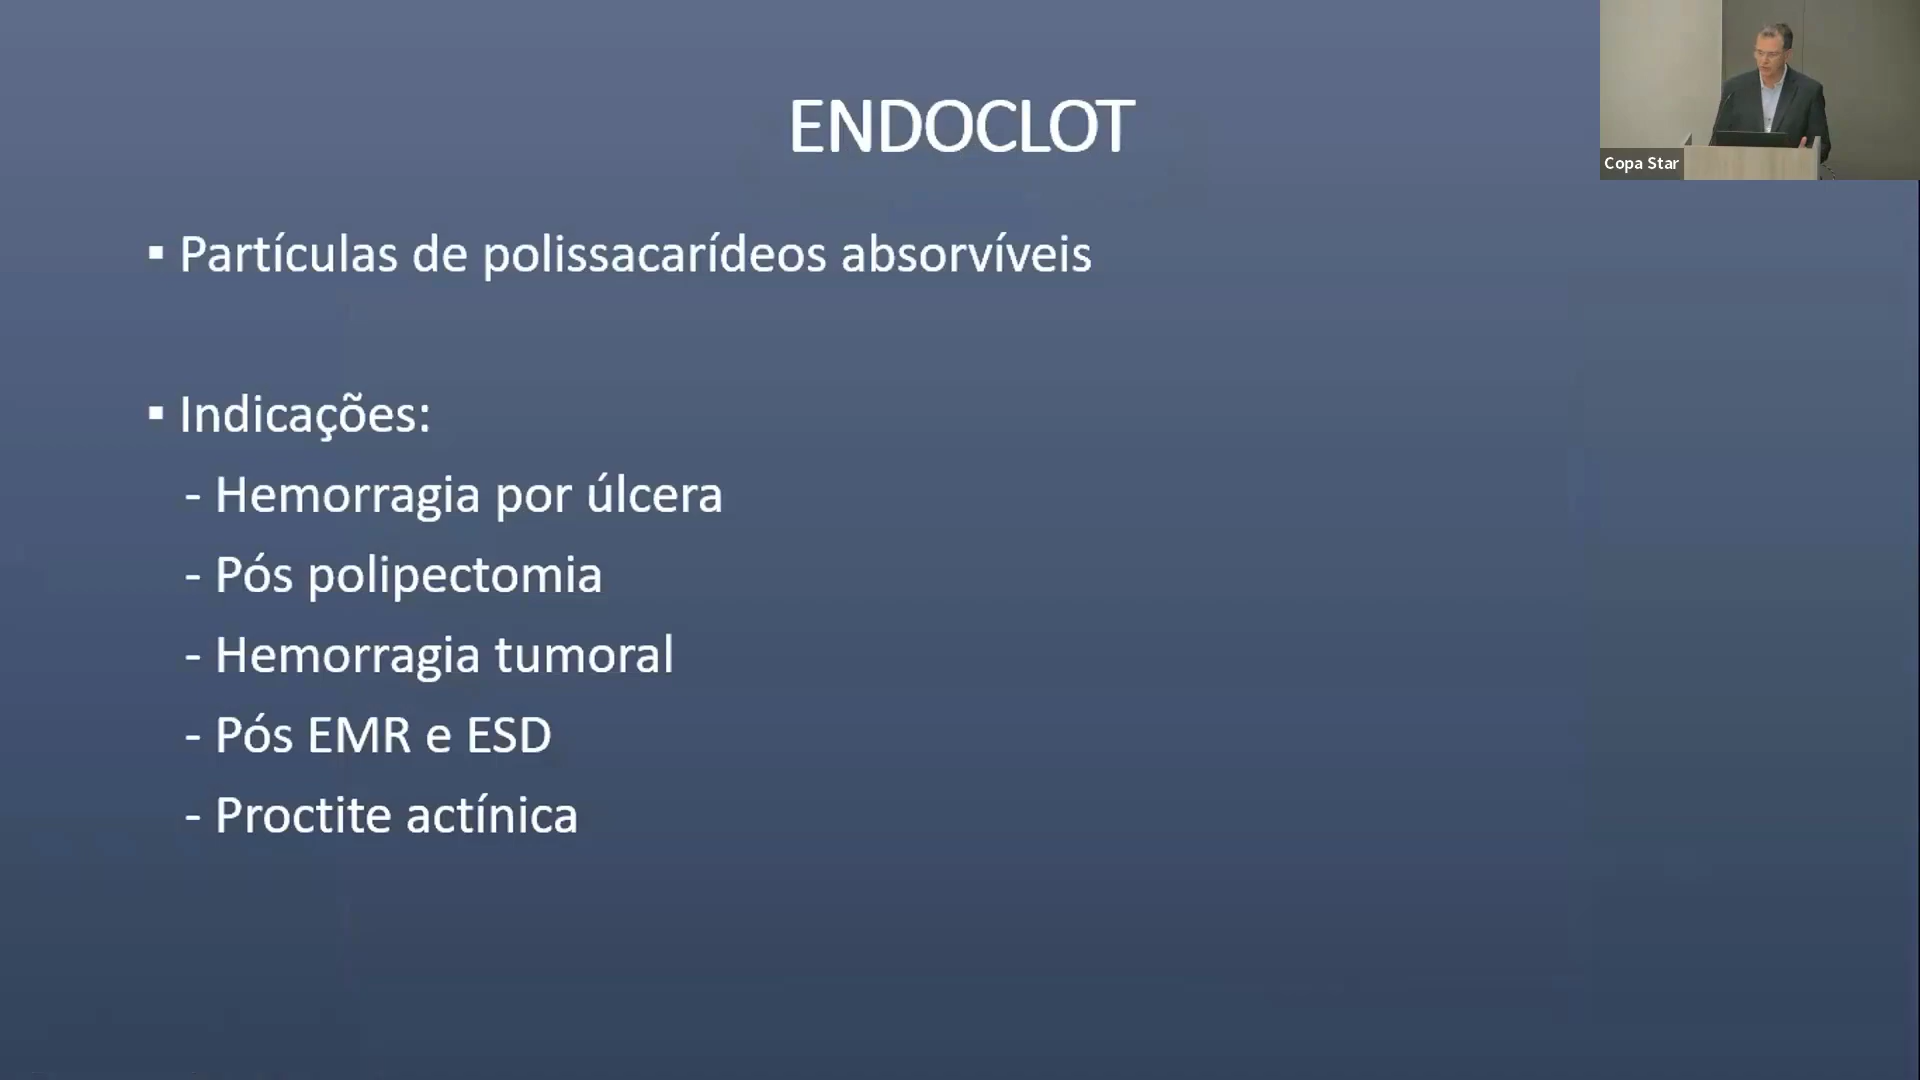 ENDOCLOT
Copa Star
▪ Partículas de polissacarídeos absorvíveis
▪ Indicações:
- Hemorragia por úlcera
- Pós polipectomia
- Hemorragia tumoral
- Pós EMR e ESD
- Proctite actínica